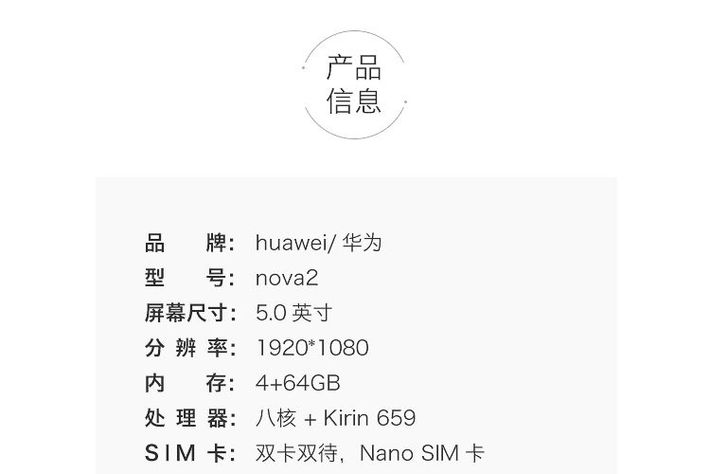 产品
信息
品牌：huawei/ 华为
型号：nova2
屏幕尺寸：5.0 英寸
分辨率：1920*1080
内存：4+64GB
处理器：八核 + Kirin 659
SIM 卡：双卡双待，Nano SIM 卡